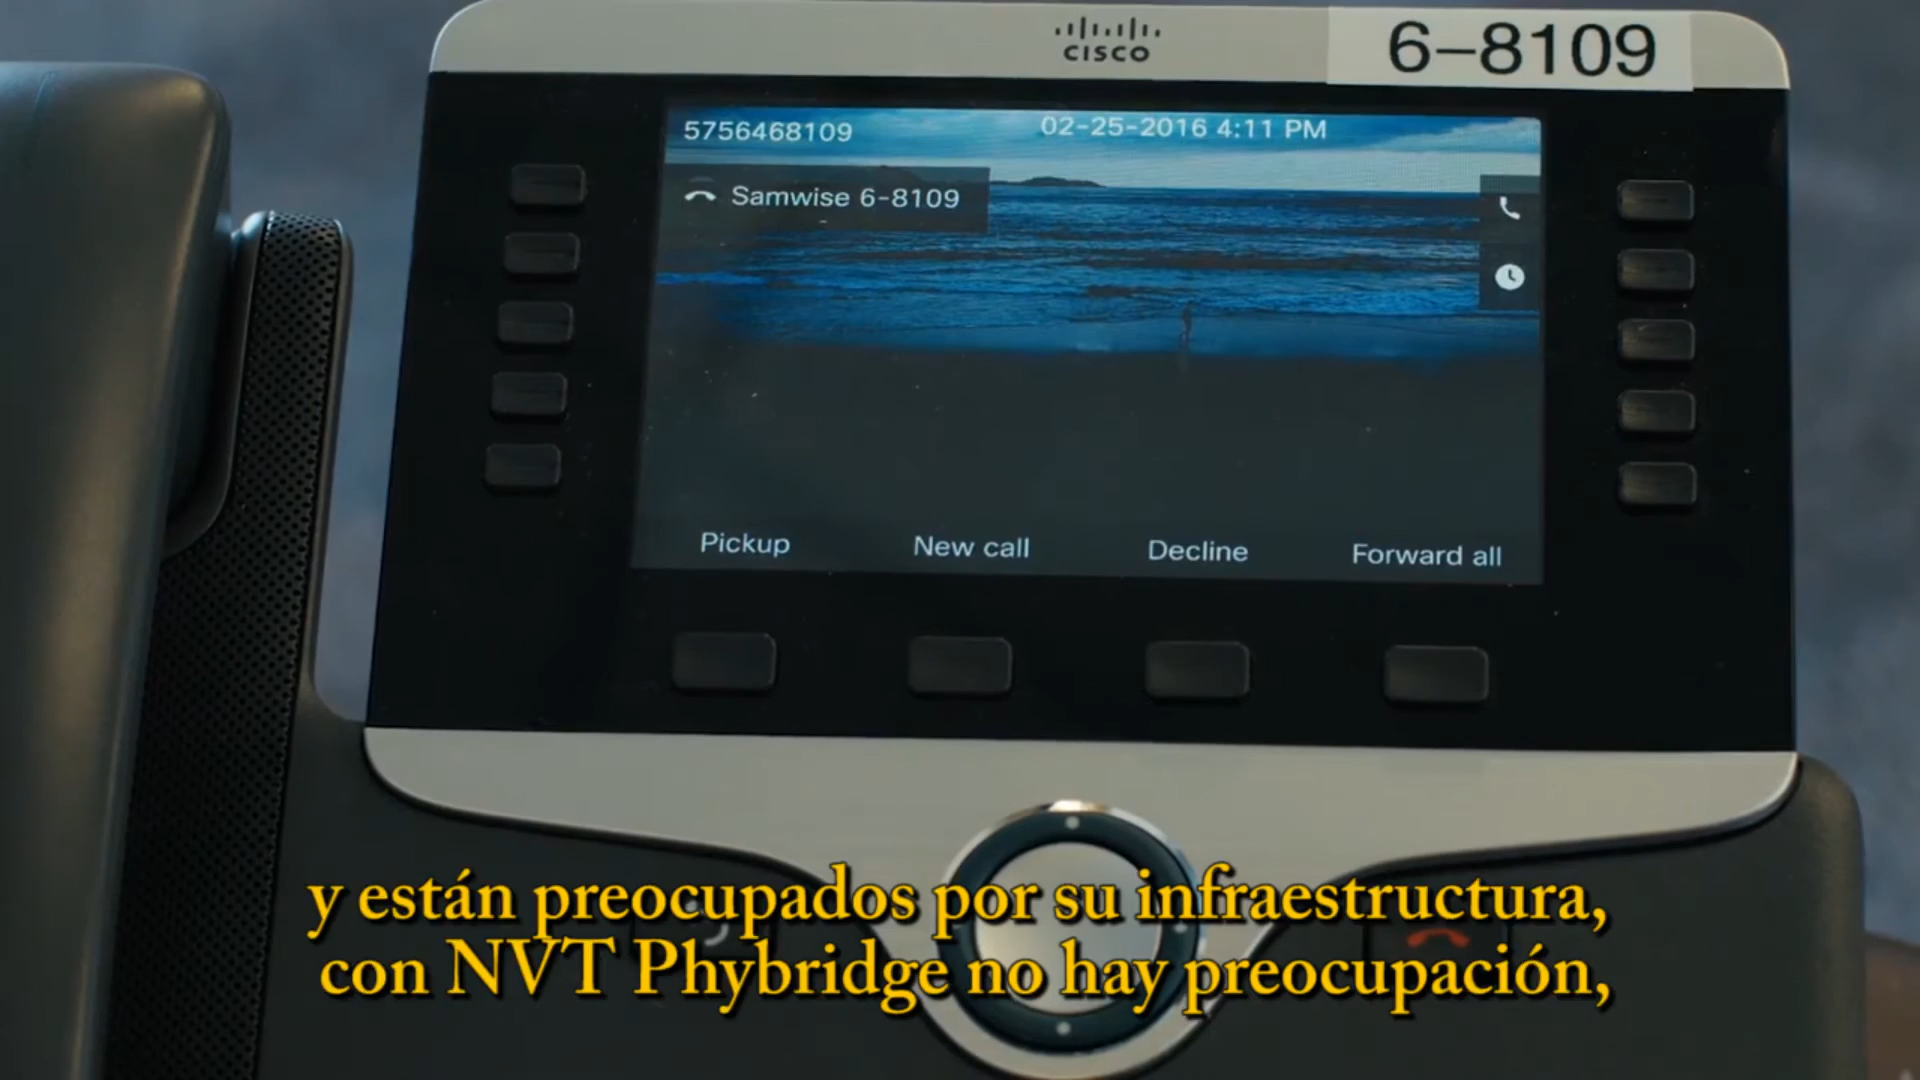 CISCO
6-8109
5756468109
02-25-2016 4:11 PM
Samwise 6-8109
Pickup
New call
Decline
Forward all
y están preocupados por su infraestructura,
con NVT Phybridge no hay preocupación,